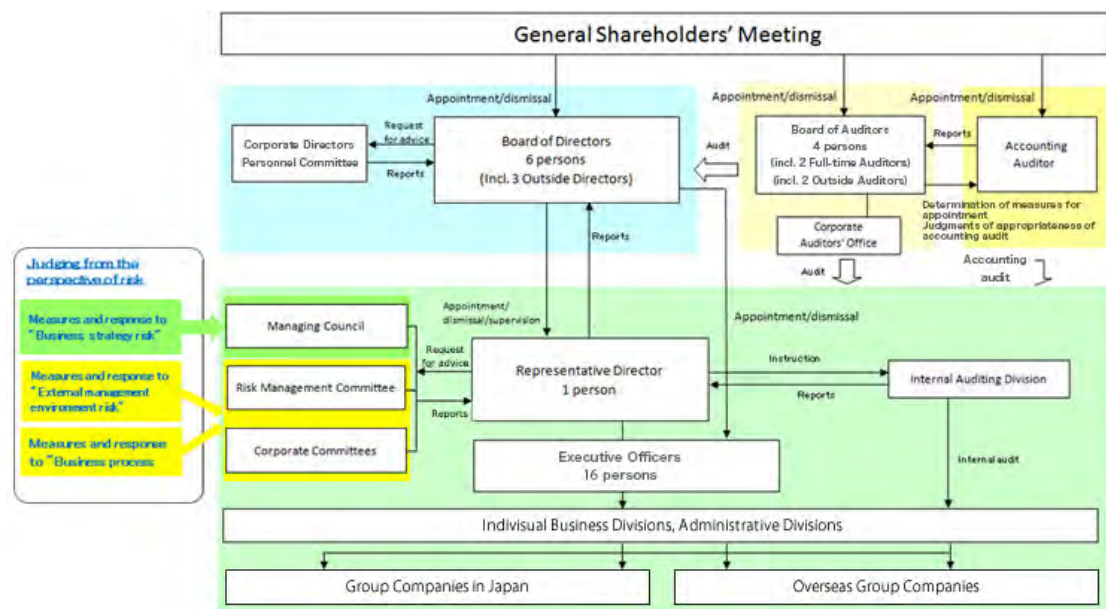 General Shareholders' Meeting
Appointment/dismissal
Appointment/dismissal
Appointment/dismissal
Corporate Directors
Personnel Committee
Request
for advice
Reports
Board of Directors
6 persons
(Incl. 3 Outside Directors)
Audit
Board of Auditors
4 persons
(incl. 2 Full-time Auditors)
(incl. 2 Outside Auditors)
Reports
Accounting
Auditor
Determination of measures for
appointment
Judgments of appropriateness of
accounting audit
Corporate
Auditors' Office
Reports
Audit
Accounting
audit
Judging from the
perspective of risk
Measures and response to
"Business strategy risk"
Measures and response to
"External management
environment risk"
Measures and response
to "Business process
Managing Council
Risk Management Committee
Corporate Committees
Appointment/
dismissal/supervision
Request
for advice
Reports
Representative Director
1 person
Appointment/dismissal
Instruction
Reports
Internal Auditing Division
Executive Officers
16 persons
Internal audit
Indivisual Business Divisions, Administrative Divisions
Group Companies in Japan
Overseas Group Companies